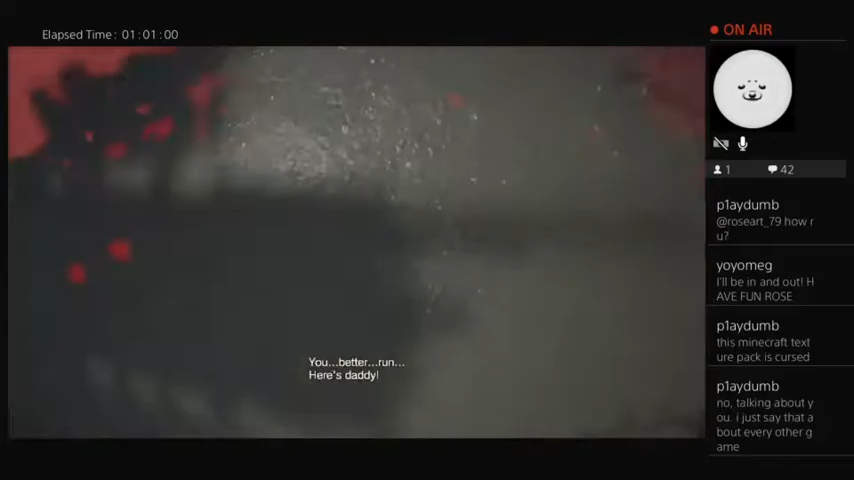 Elapsed Time: 01:01:00
ON AIR
1 42
p1aydumb
@roseart_79 how r
u?
yoyomeg
I'll be in and out! H
AVE FUN ROSE
p1aydumb
this minecraft text
ure pack is cursed
p1aydumb
no, talking about y
ou. i just say that a
bout every other g
ame
You...better...run...
Here's daddy!